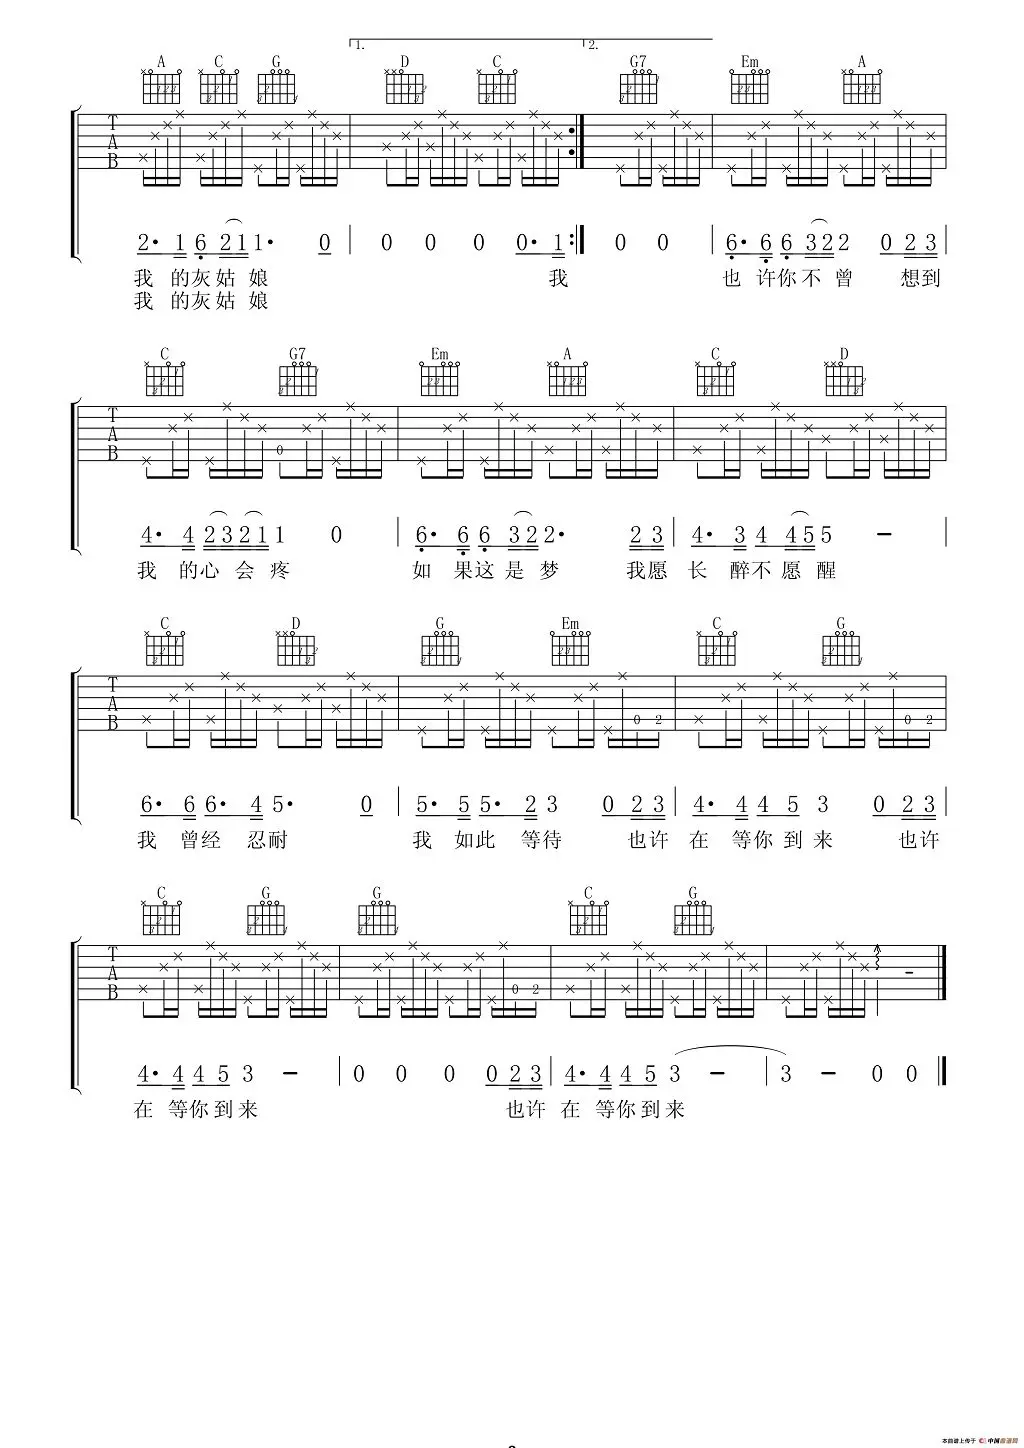 1. 2.
A C G D C G7 Em A
T
A
B
2· 1 6 2 1 1· 0 | 0 0 0 0· 1 :| 0 0 | 6· 6 6 3 2 2 0 2 3
我 的灰姑娘 我 也许你不曾 想到
我 的灰姑娘
C G7 Em A C D
T
A
B
0
4· 4 2 3 2 1 1 0 | 6· 6 6 3 2 2· 2 3 | 4· 3 4 4 5 5 —
我 的心会疼 如 果这是梦 我愿 长 醉不愿醒
C D G Em C G
T
A
B
0 2 0 2
6· 6 6· 4 5· 0 | 5· 5 5· 2 3 0 2 3 | 4· 4 4 5 3 0 2 3
我 曾经 忍耐 我 如此 等待 也许 在 等你到来 也许
C G G C G
T
A
B
0 2
4· 4 4 5 3 — | 0 0 0 0 2 3 | 4· 4 4 5 3 — | 3 — 0 0
在 等你到来 也许 在 等你到来
本曲谱上传于 中国曲谱网